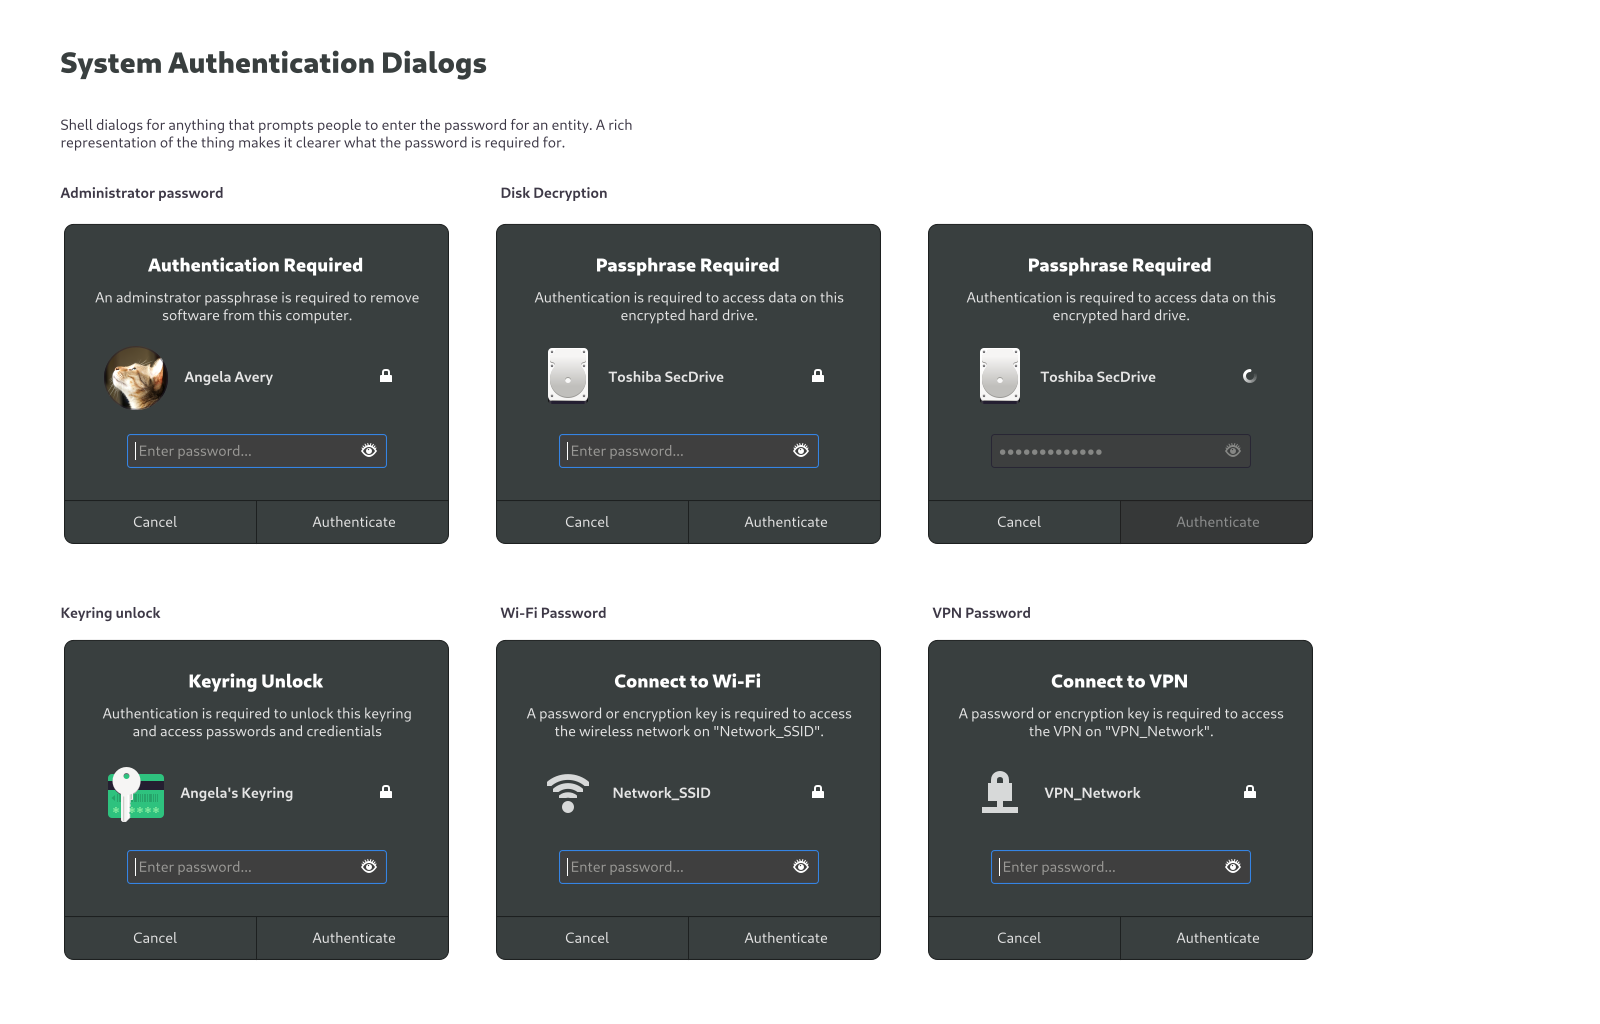 System Authentication Dialogs
Shell dialogs for anything that prompts people to enter the password for an entity. A rich
representation of the thing makes it clearer what the password is required for.
Administrator password
Authentication Required
An adminstrator passphrase is required to remove
software from this computer.
Angela Avery
Enter password...
Cancel
Authenticate
Disk Decryption
Passphrase Required
Authentication is required to access data on this
encrypted hard drive.
Toshiba SecDrive
Enter password...
Cancel
Authenticate
Passphrase Required
Authentication is required to access data on this
encrypted hard drive.
Toshiba SecDrive
Cancel
Authenticate
Keyring unlock
Keyring Unlock
Authentication is required to unlock this keyring
and access passwords and credientials
Angela's Keyring
Enter password...
Cancel
Authenticate
Wi-Fi Password
Connect to Wi-Fi
A password or encryption key is required to access
the wireless network on "Network_SSID".
Network_SSID
Enter password...
Cancel
Authenticate
VPN Password
Connect to VPN
A password or encryption key is required to access
the VPN on "VPN_Network".
VPN_Network
Enter password...
Cancel
Authenticate